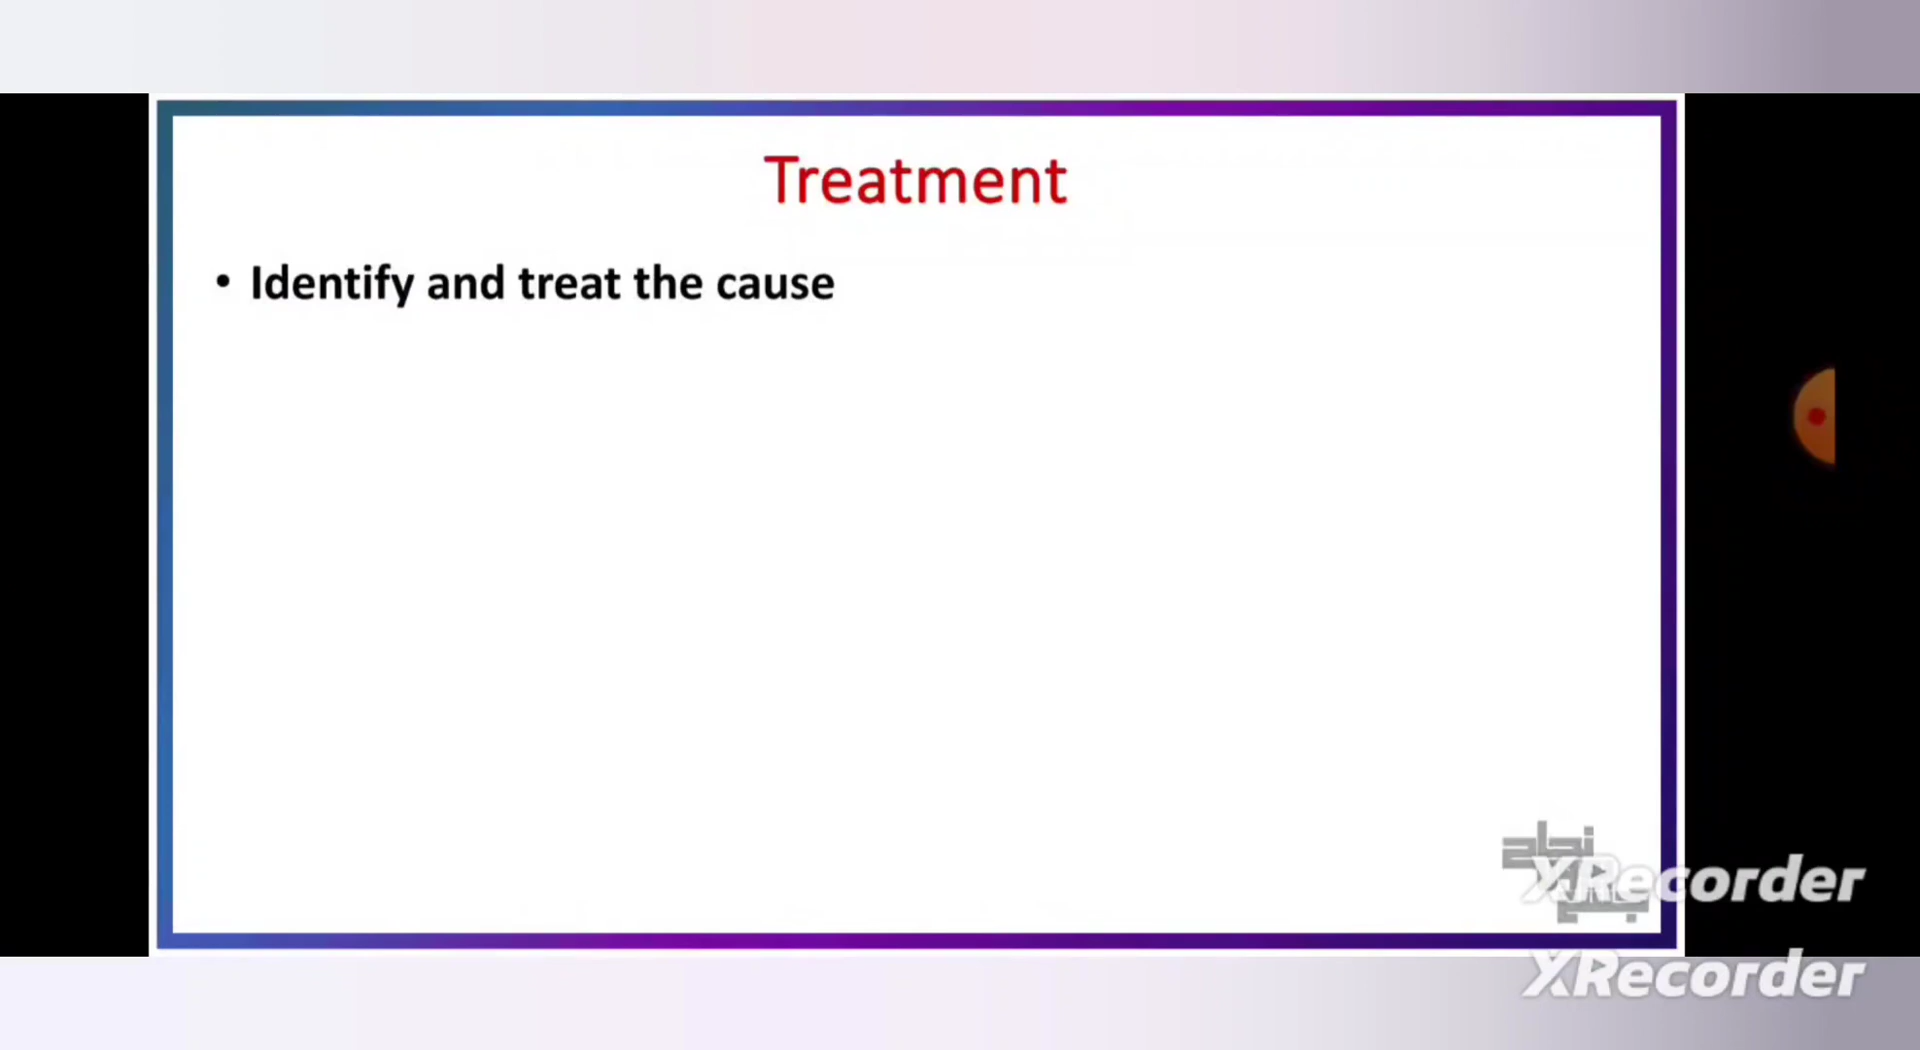 Treatment
• Identify and treat the cause
XRecorder
XRecorder